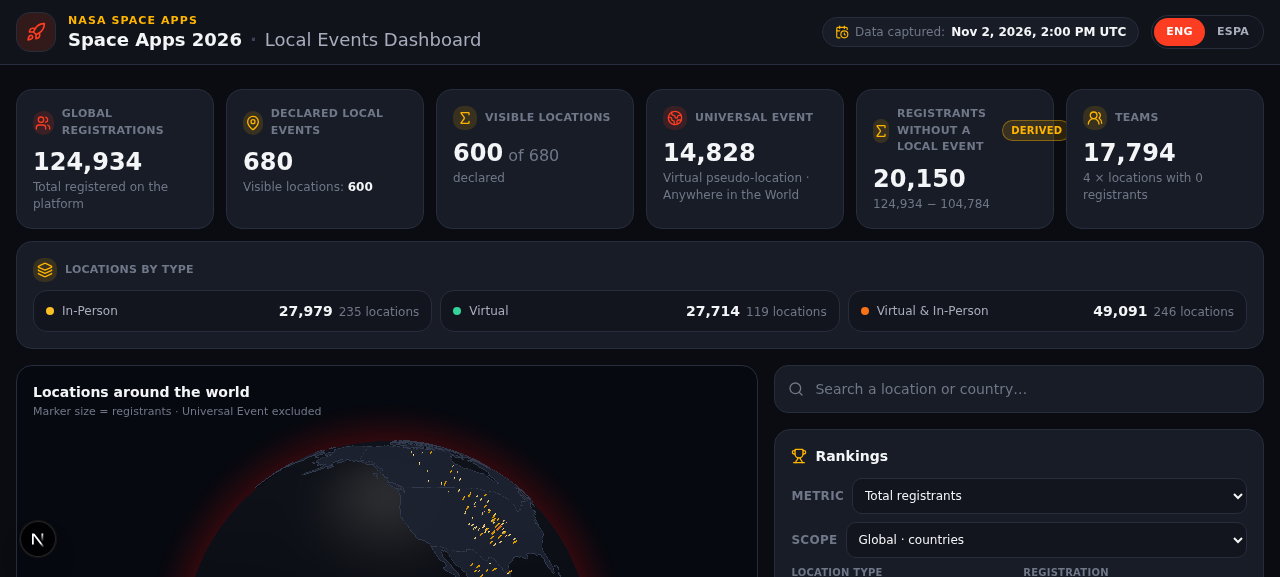 NASA SPACE APPS
Space Apps 2026 · Local Events Dashboard
Data captured: Nov 2, 2026, 2:00 PM UTC
ENG
ESPA
GLOBAL
REGISTRATIONS
124,934
Total registered on the
platform
DECLARED LOCAL
EVENTS
680
Visible locations: 600
VISIBLE LOCATIONS
600 of 680
declared
UNIVERSAL EVENT
14,828
Virtual pseudo-location ·
Anywhere in the World
REGISTRANTS
WITHOUT A
LOCAL EVENT
DERIVED
20,150
124,934 − 104,784
TEAMS
17,794
4 × locations with 0
registrants
LOCATIONS BY TYPE
In-Person 27,979 235 locations
Virtual 27,714 119 locations
Virtual & In-Person 49,091 246 locations
Locations around the world
Marker size = registrants · Universal Event excluded
Search a location or country...
Rankings
METRIC Total registrants
SCOPE Global · countries
LOCATION TYPE REGISTRATION
N